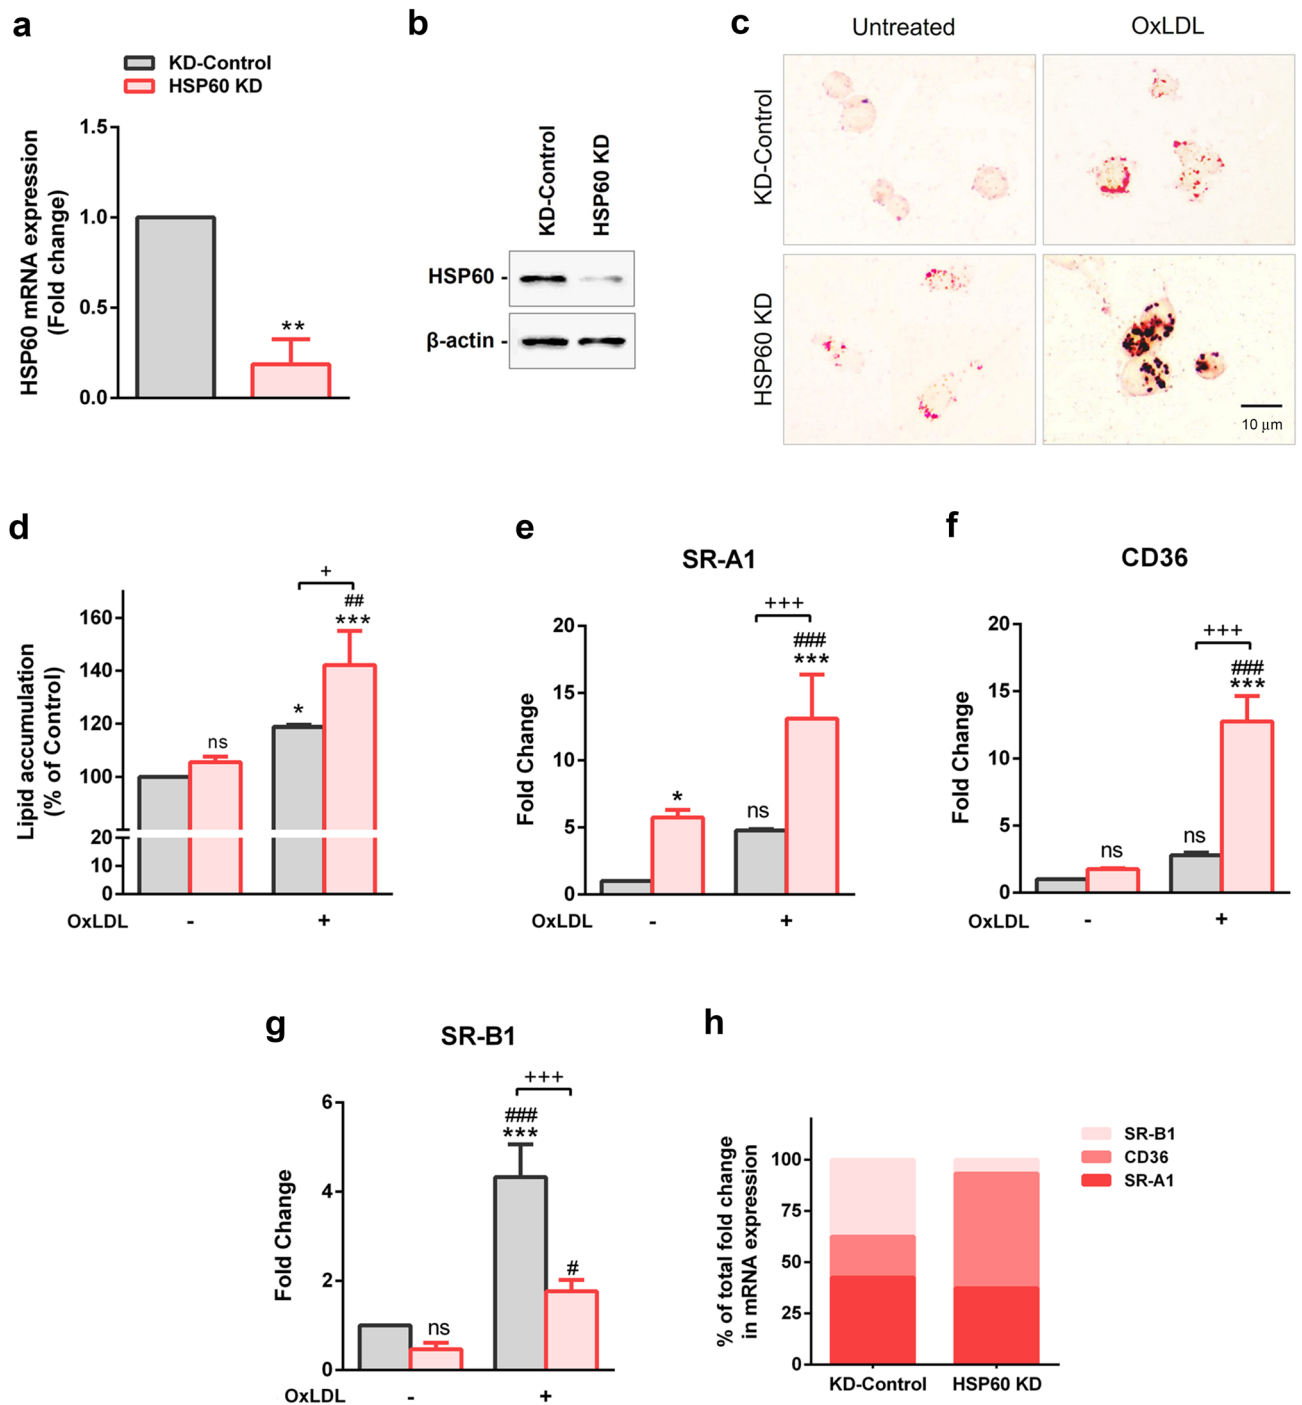 a
KD-Control
HSP60 KD
HSP60 mRNA expression
(Fold change)
1.5
1.0
0.5
0.0
**
b
KD-Control
HSP60 KD
HSP60 -
β-actin -
c
Untreated
OxLDL
KD-Control
HSP60 KD
10 μm
d
Lipid accumulation
(% of Control)
160
140
120
100
20
10
0
ns
*
+
##
***
OxLDL
-
+
e
SR-A1
Fold Change
20
15
10
5
0
*
ns
+++
###
***
OxLDL
-
+
f
CD36
Fold Change
20
15
10
5
0
ns
ns
+++
###
***
OxLDL
-
+
g
SR-B1
Fold Change
6
4
2
0
ns
+++
###
***
#
OxLDL
-
+
h
% of total fold change
in mRNA expression
100
75
50
25
0
KD-Control
HSP60 KD
SR-B1
CD36
SR-A1